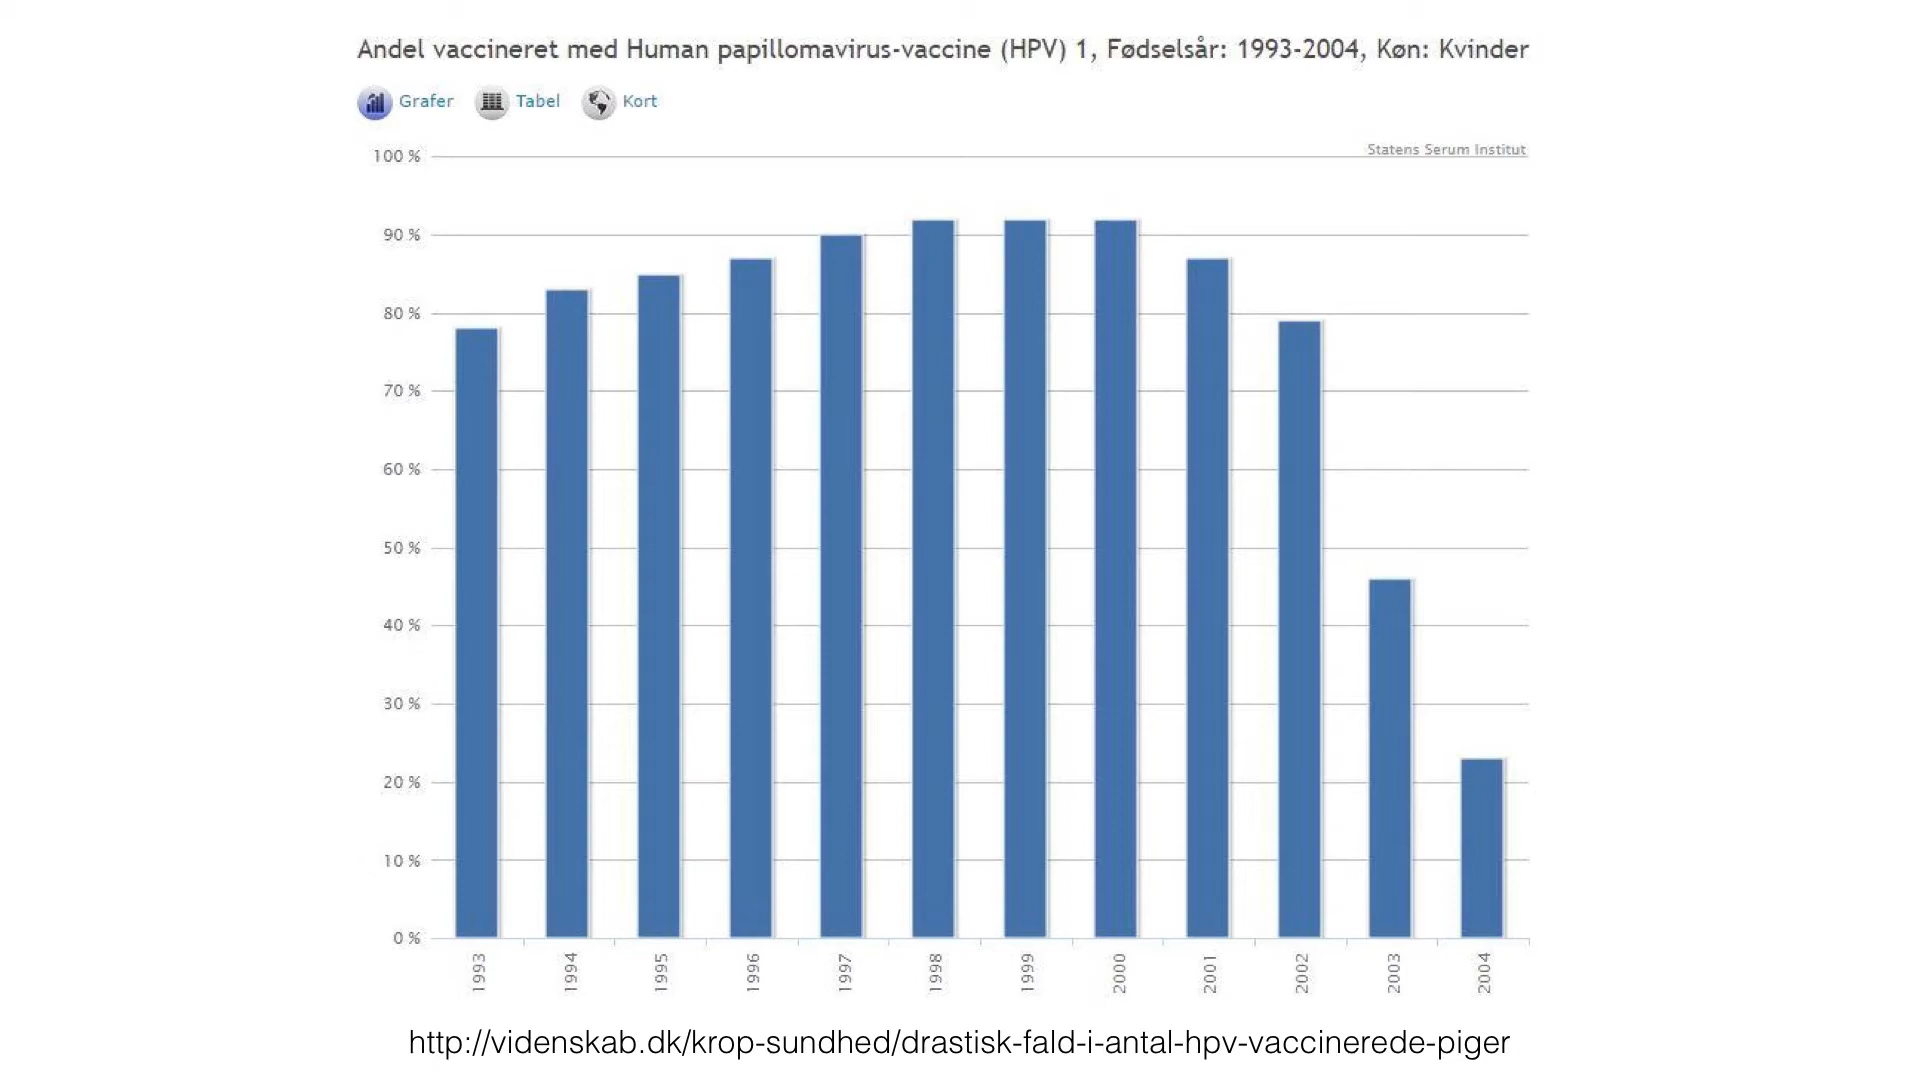 Andel vaccineret med Human papillomavirus-vaccine (HPV) 1, Fødselsår: 1993-2004, Køn: Kvinder
Grafer Tabel Kort
Statens Serum Institut
100 %
90 %
80 %
70 %
60 %
50 %
40 %
30 %
20 %
10 %
0 %
1993 1994 1995 1996 1997 1998 1999 2000 2001 2002 2003 2004
http://videnskab.dk/krop-sundhed/drastisk-fald-i-antal-hpv-vaccinerede-piger